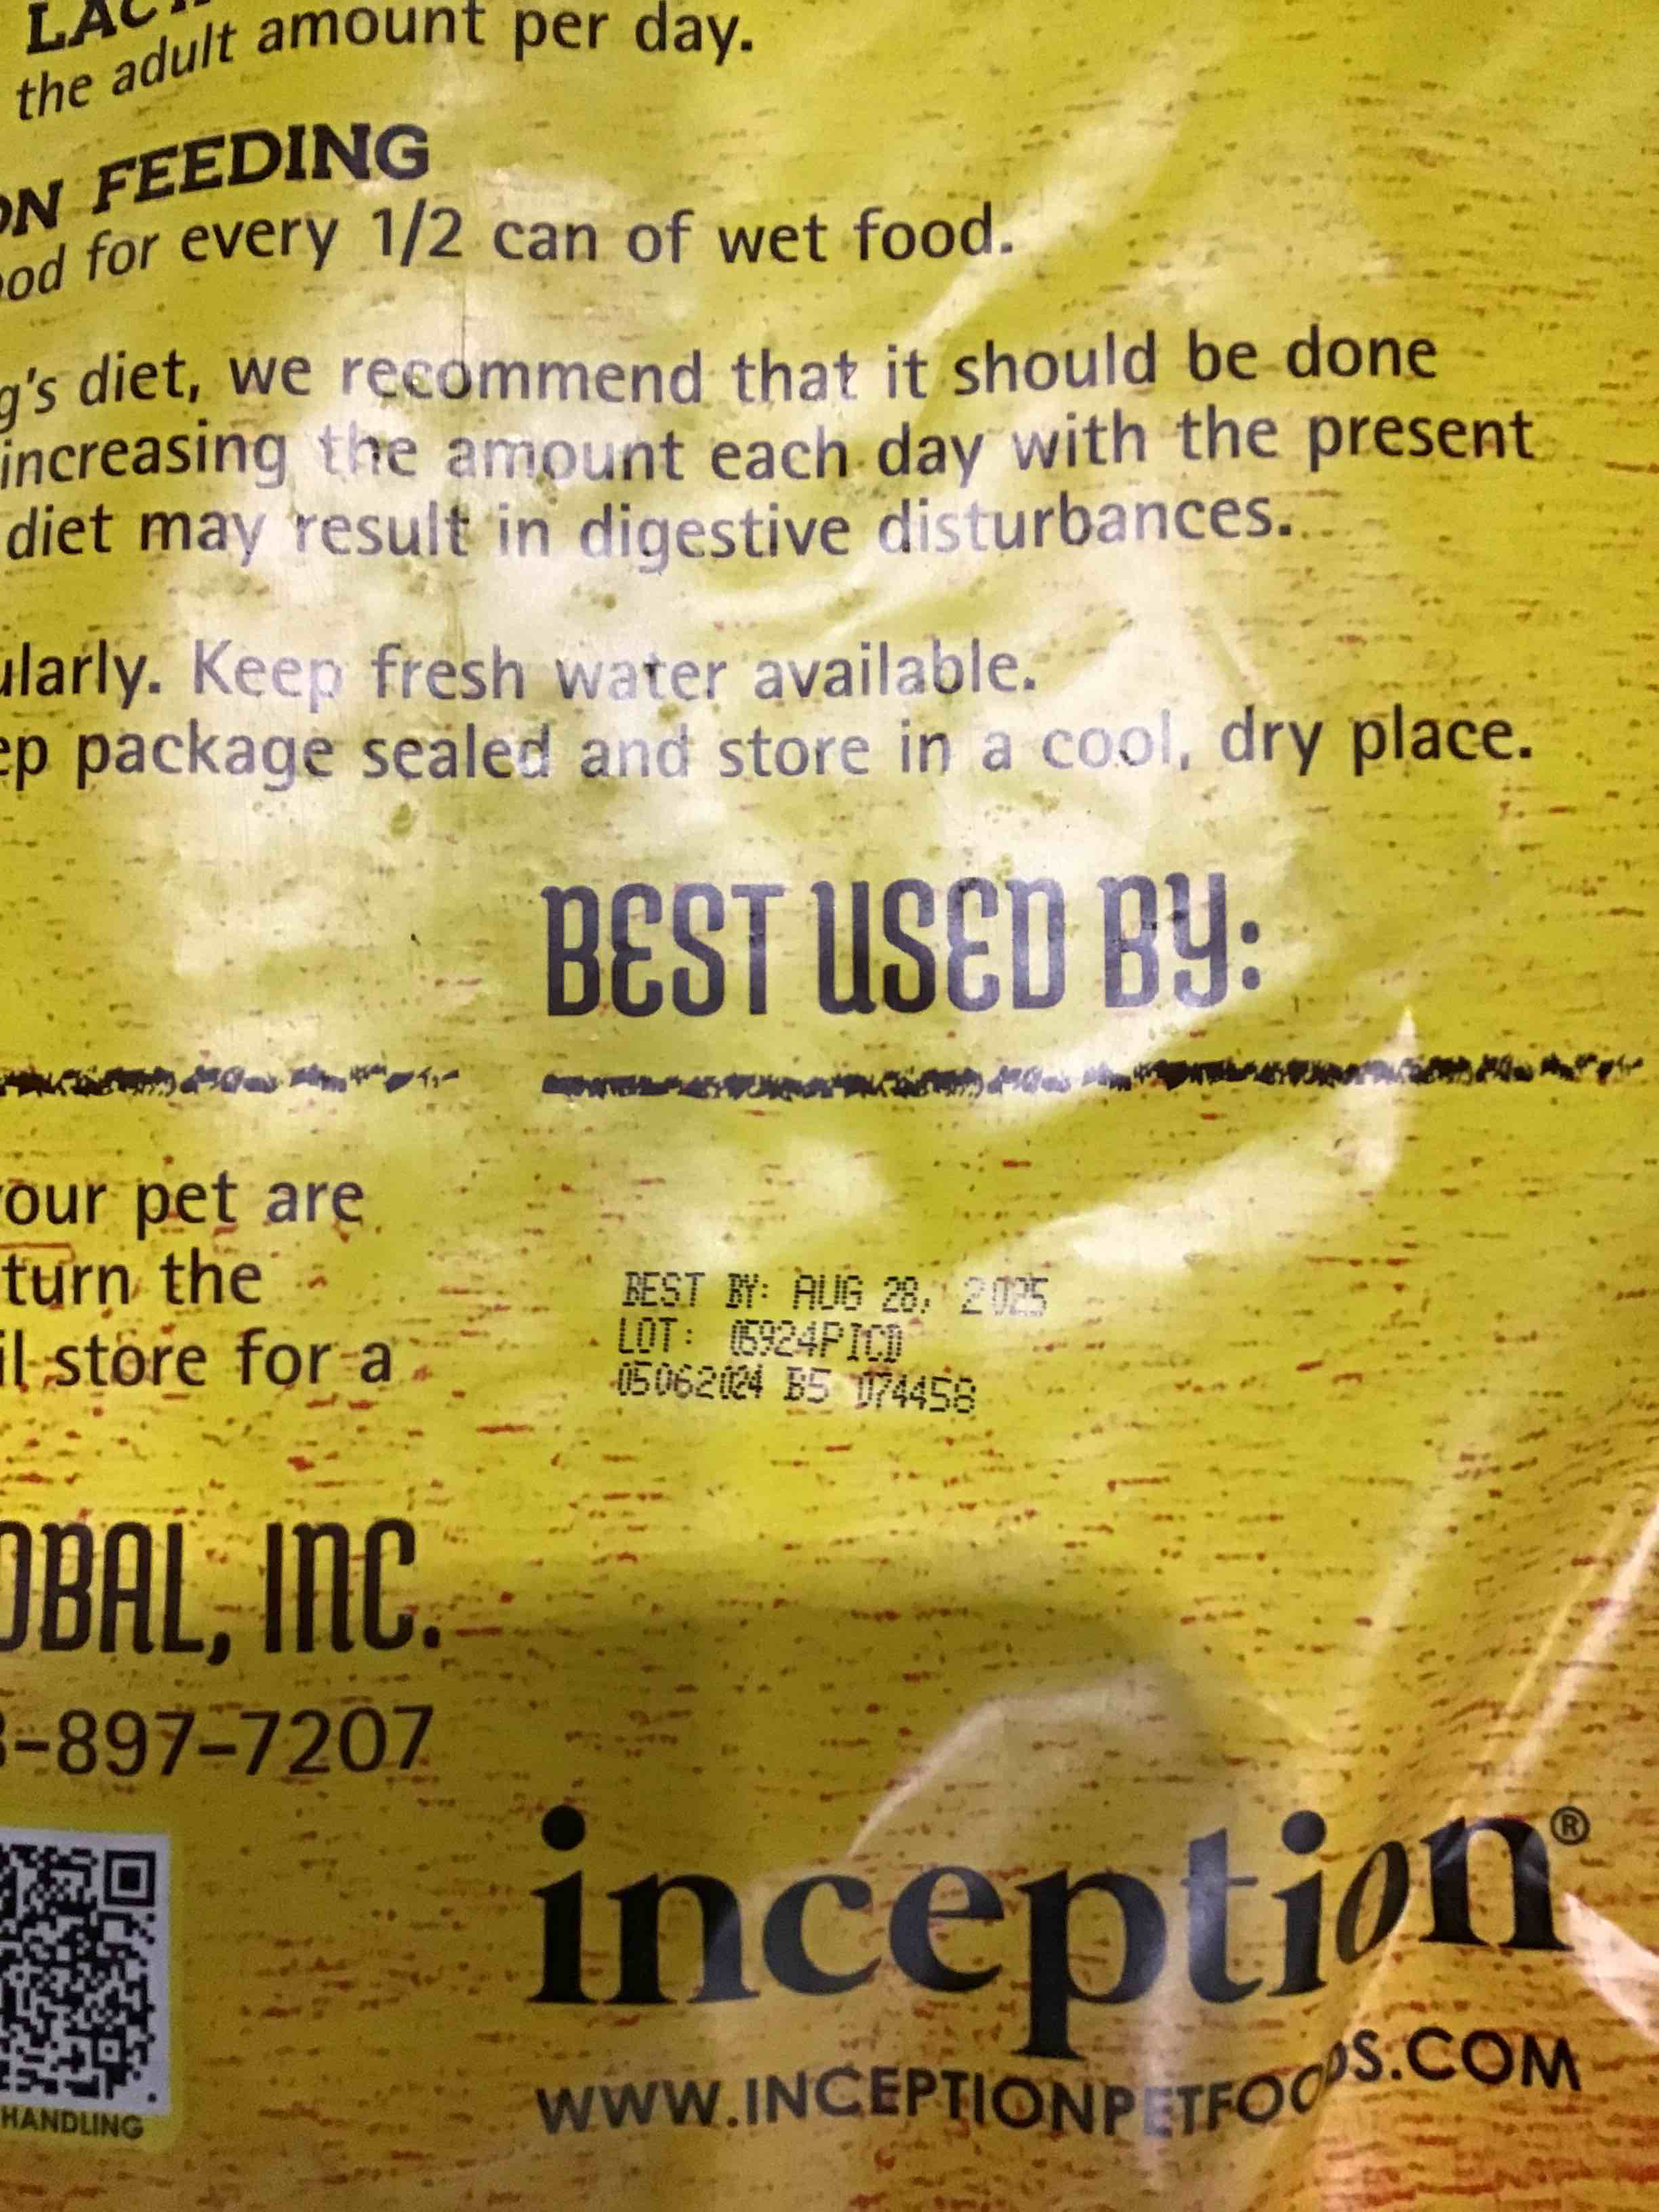 the adult amount per day.
ON FEEDING
od for every 1/2 can of wet food.
g's diet, we recommend that it should be done
increasing the amount each day with the present
diet may result in digestive disturbances.
ularly. Keep fresh water available.
ep package sealed and store in a cool, dry place.
BEST USED BY:
your pet are
turn the
il store for a
BEST BY: AUG 28, 2025
LOT: 05924PICD
05062024 B5 074458
OBAL, INC.
-897-7207
HANDLING
inception®
WWW.INCEPTIONPETFOODS.COM